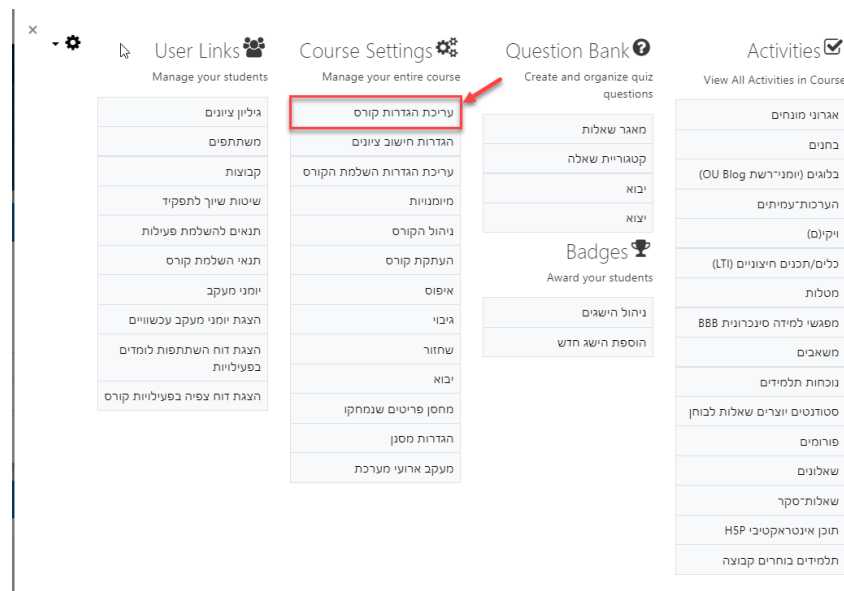 ×
User Links
Manage your students
גיליון ציונים
משתתפים
קבוצות
שיטות שיוך לתפקיד
תנאים להשלמת פעילות
תנאי השלמת קורס
יומני מעקב
הצגת יומני מעקב עכשוויים
הצגת דוח השתתפות לומדים
בפעילויות
הצגת דוח צפיה בפעילויות קורס
Course Settings
Manage your entire course
עריכת הגדרות קורס
הגדרות חישוב ציונים
עריכת הגדרות השלמת הקורס
מיומנויות
ניהול הקורס
העתקת קורס
איפוס
גיבוי
שחזור
יבוא
מחסן פריטים שנמחקו
הגדרות מסנן
מעקב ארועי מערכת
Question Bank
Create and organize quiz
questions
מאגר שאלות
קטגוריית שאלה
יבוא
יצוא
Badges
Award your students
ניהול הישגים
הוספת הישג חדש
Activities
View All Activities in Course
אגרוני מונחים
בחנים
בלוגים (יומני־רשת OU Blog)
הערכות־עמיתים
ויקי(ם)
כלים/תכנים חיצוניים (LTI)
מטלות
מפגשי למידה סינכרונית BBB
משאבים
נוכחות תלמידים
סטודנטים יוצרים שאלות לבוחן
פורומים
שאלונים
שאלות־סקר
תוכן אינטראקטיבי H5P
תלמידים בוחרים קבוצה